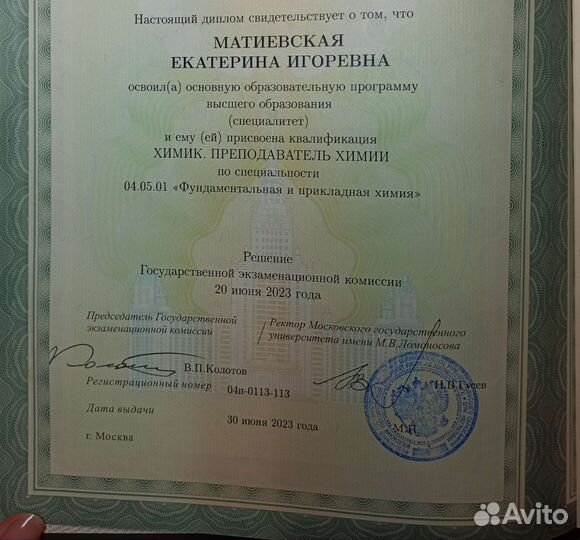 Настоящий диплом свидетельствует о том, что
МАТИЕВСКАЯ
ЕКАТЕРИНА ИГОРЕВНА
освоил(а) основную образовательную программу
высшего образования
(специалитет)
и ему (ей) присвоена квалификация
ХИМИК. ПРЕПОДАВАТЕЛЬ ХИМИИ
по специальности
04.05.01 «Фундаментальная и прикладная химия»
Решение
Государственной экзаменационной комиссии
20 июня 2023 года
Председатель Государственной
экзаменационной комиссии
Ректор Московского государственного
университета имени М.В.Ломоносова
В.П.Колотов
Н.П.Гусев
Регистрационный номер 04п-0113-113
М.П.
Дата выдачи 30 июня 2023 года
г. Москва
Avito